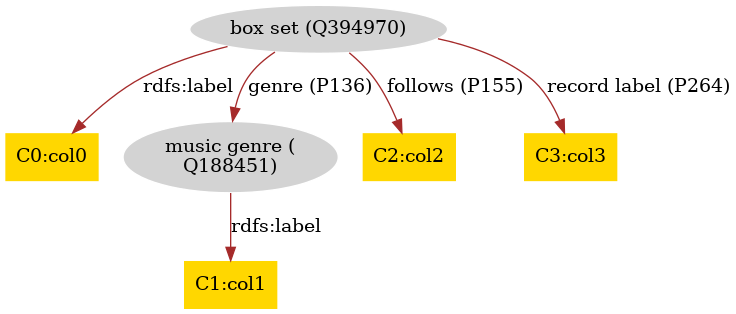 box set (Q394970)
rdfs:label
genre (P136)
follows (P155)
record label (P264)
C0:col0
music genre (
Q188451)
C2:col2
C3:col3
rdfs:label
C1:col1